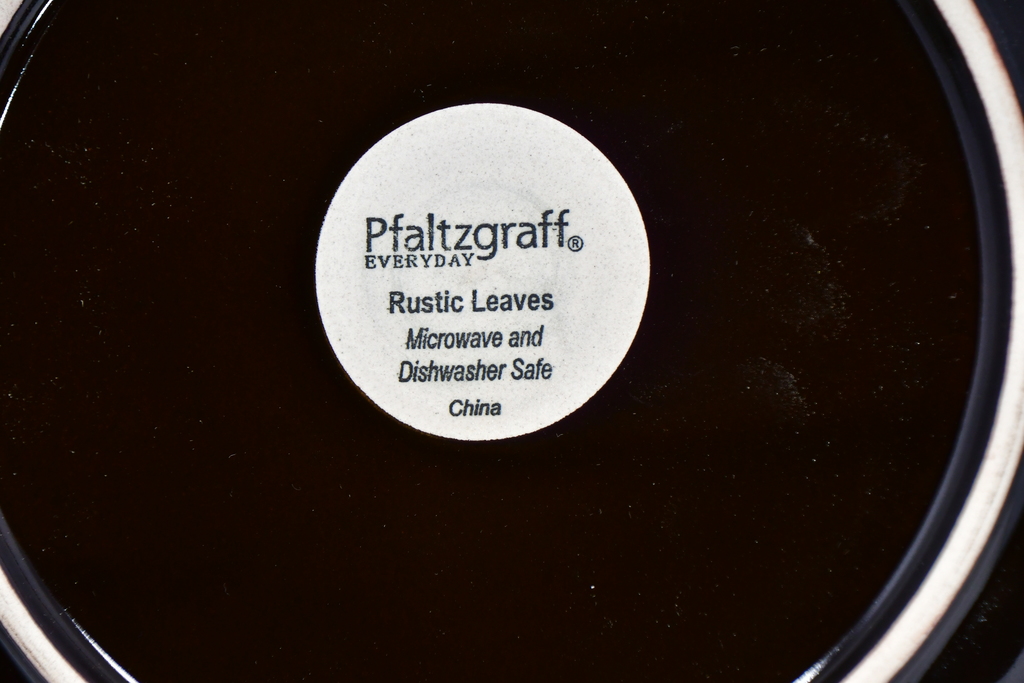 Pfaltzgraff®
EVERYDAY
Rustic Leaves
Microwave and
Dishwasher Safe
China